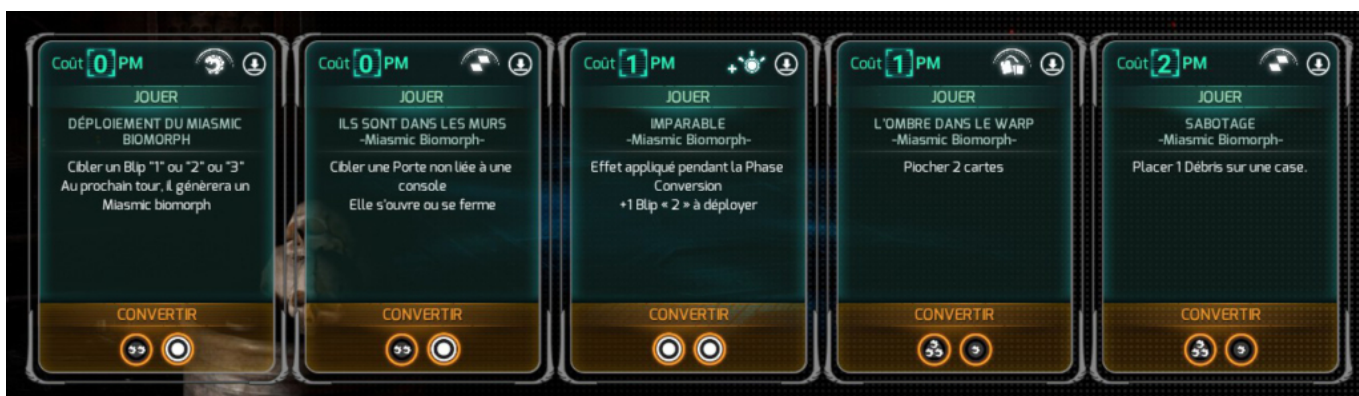 Coût [0] PM
JOUER
DÉPLOIEMENT DU MIASMIC
BIOMORPH
Cibler un Blip "1" ou "2" ou "3"
Au prochain tour, il génèrera un
Miasmic biomorph
CONVERTIR
Coût [0] PM
JOUER
ILS SONT DANS LES MURS
-Miasmic Biomorph-
Cibler une Porte non liée à une
console
Elle s'ouvre ou se ferme
CONVERTIR
Coût [1] PM
JOUER
IMPARABLE
-Miasmic Biomorph-
Effet appliqué pendant la Phase
Conversion
+1 Blip « 2 » à déployer
CONVERTIR
Coût [1] PM
JOUER
L'OMBRE DANS LE WARP
-Miasmic Biomorph-
Piocher 2 cartes
CONVERTIR
Coût [2] PM
JOUER
SABOTAGE
-Miasmic Biomorph-
Placer 1 Débris sur une case.
CONVERTIR